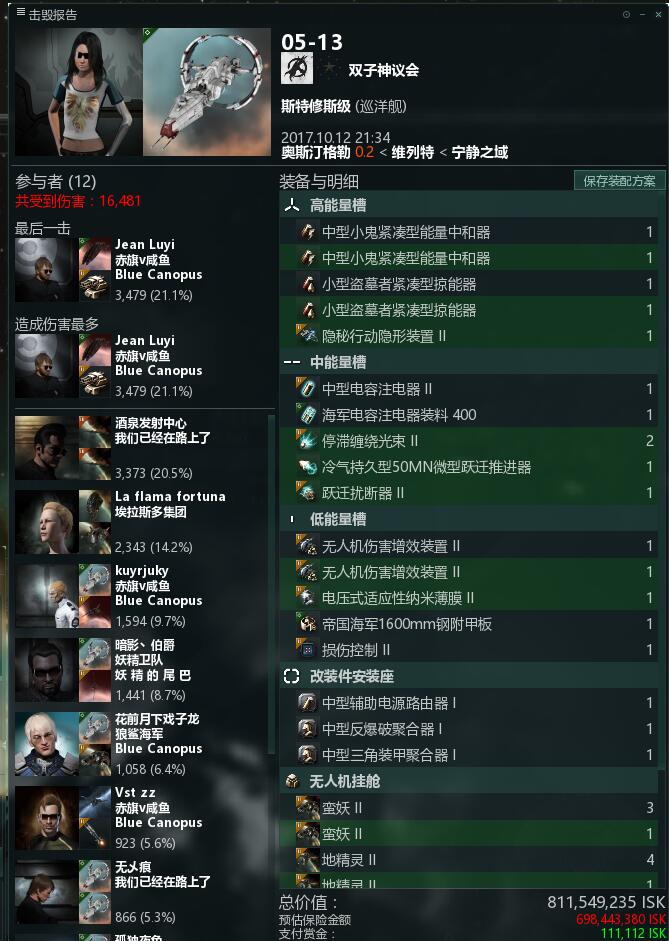 击毁报告
05-13
双子神议会
斯特修斯级 (巡洋舰)
2017.10.12 21:34
奥斯汀格勒 0.2 < 维列特 < 宁静之域
参与者 (12)
共受到伤害：16,481
最后一击
Jean Luyi
赤旗v咸鱼
Blue Canopus
3,479 (21.1%)
造成伤害最多
Jean Luyi
赤旗v咸鱼
Blue Canopus
3,479 (21.1%)
酒泉发射中心
我们已经在路上了
3,373 (20.5%)
La flama fortuna
埃拉斯多集团
2,343 (14.2%)
kuyrjuky
赤旗v咸鱼
Blue Canopus
1,594 (9.7%)
暗影、伯爵
妖精卫队
妖 精 的 尾 巴
1,441 (8.7%)
花前月下戏子龙
狼鲨海军
Blue Canopus
1,058 (6.4%)
Vst zz
赤旗v咸鱼
Blue Canopus
923 (5.6%)
无乄痕
我们已经在路上了
866 (5.3%)
孤独夜色
装备与明细
保存装配方案
高能量槽
中型小鬼紧凑型能量中和器 1
中型小鬼紧凑型能量中和器 1
小型盗墓者紧凑型掠能器 1
小型盗墓者紧凑型掠能器 1
隐秘行动隐形装置 II 1
中能量槽
中型电容注电器 II 1
海军电容注电器装料 400 1
停滞缠绕光束 II 2
冷气持久型50MN微型跃迁推进器 1
跃迁扰断器 II 1
低能量槽
无人机伤害增效装置 II 1
无人机伤害增效装置 II 1
电压式适应性纳米薄膜 II 1
帝国海军1600mm钢附甲板 1
损伤控制 II 1
改装件安装座
中型辅助电源路由器 I 1
中型反爆破聚合器 I 1
中型三角装甲聚合器 I 1
无人机挂舱
蛮妖 II 3
蛮妖 II 1
地精灵 II 4
地精灵 II 1
总价值： 811,549,235 ISK
预估保险金额 698,443,380 ISK
支付赏金： 111,112 ISK